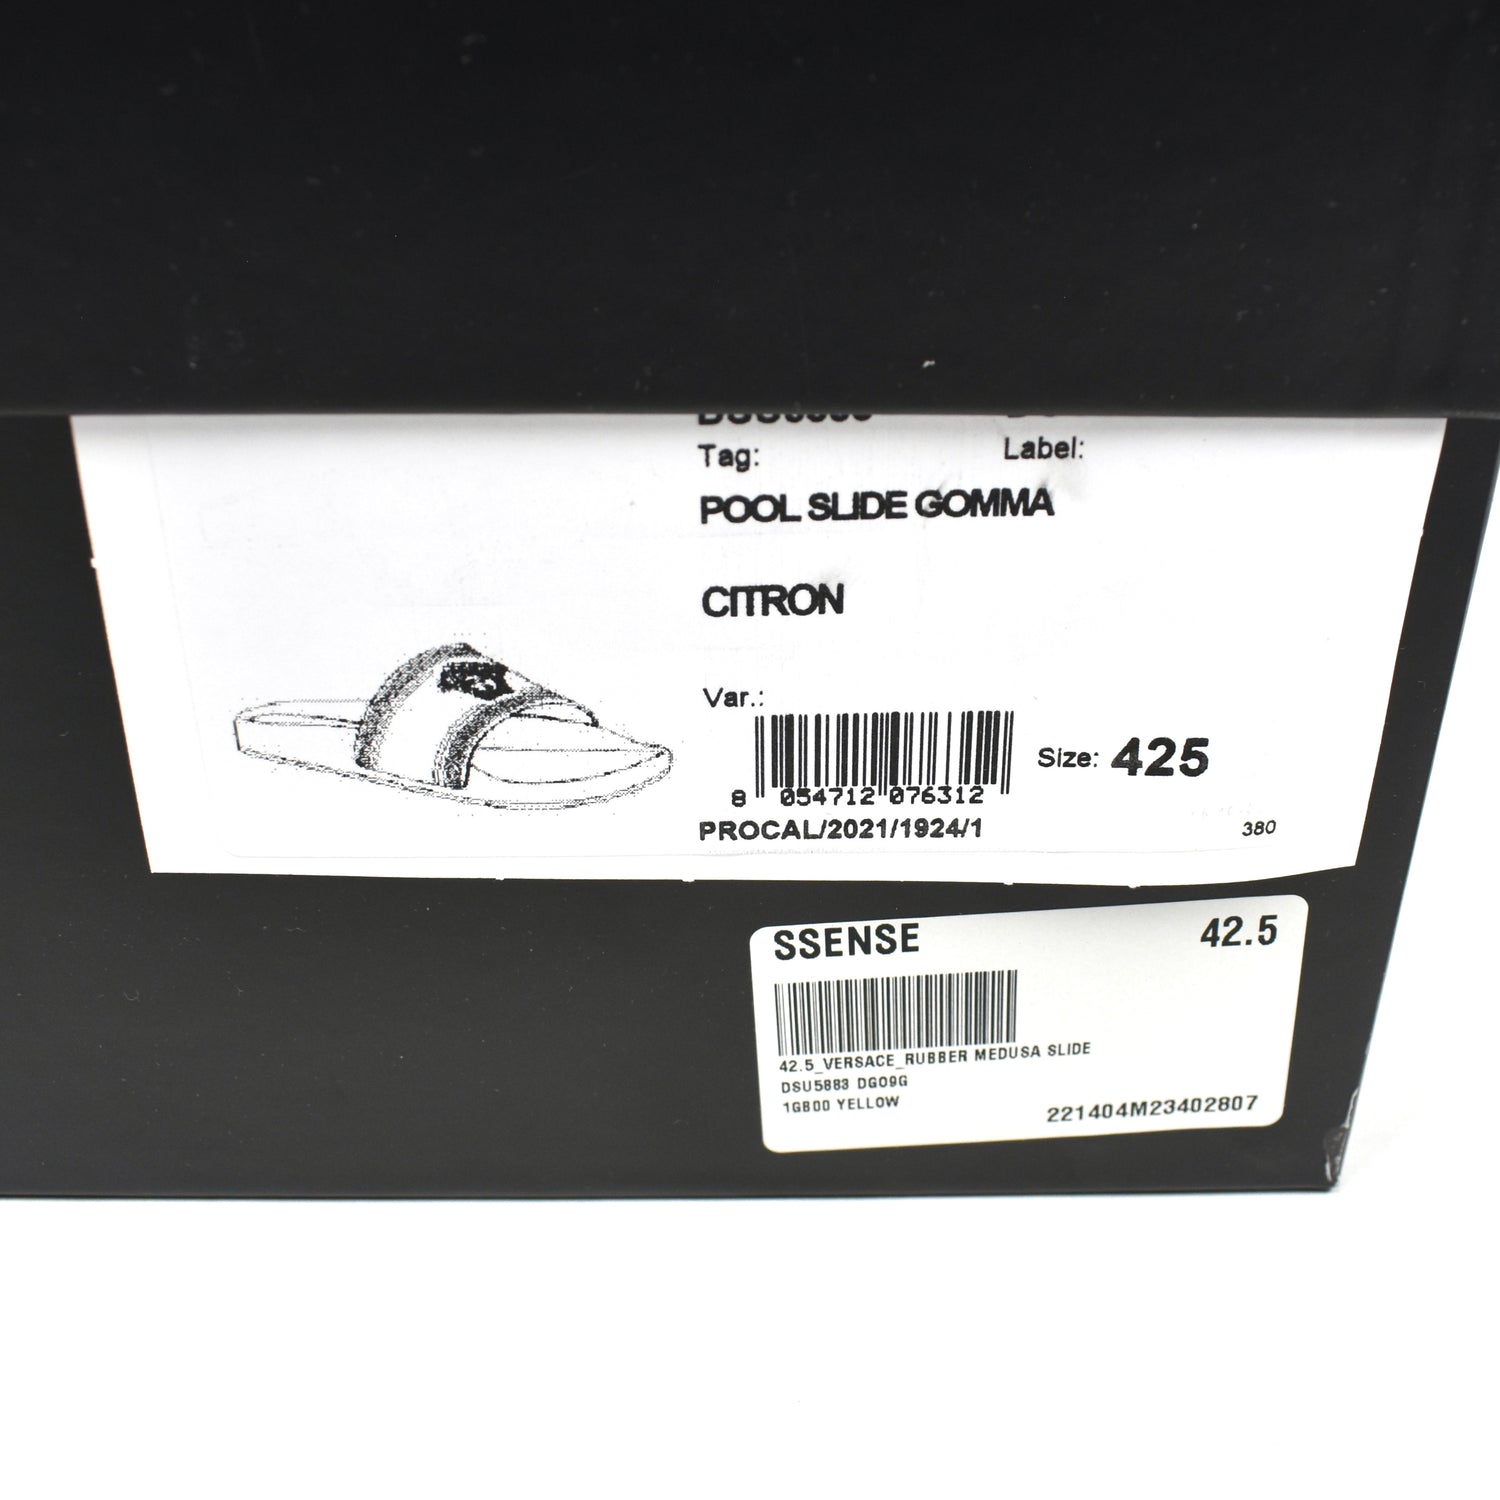 Tag: Label:
POOL SLIDE GOMMA
CITRON
Var.:
8 054712 076312
Size: 425
PROCAL/2021/1924/1
380
SSENSE 42.5
42.5_VERSACE_RUBBER MEDUSA SLIDE
DSU5883 DG09G
1GB00 YELLOW
221404M23402807